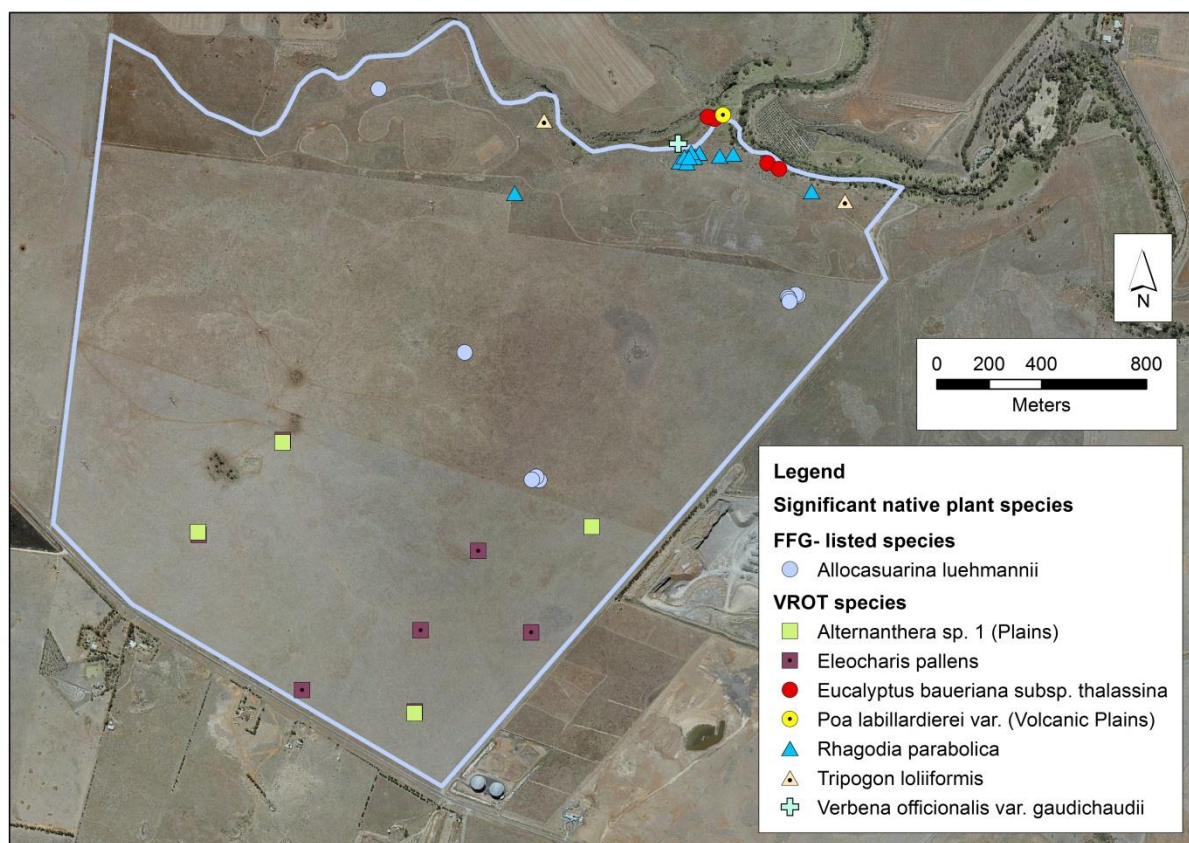 N
0 200 400 800
Meters
Legend
Significant native plant species
FFG- listed species
Allocasuarina luehmannii
VROT species
Alternanthera sp. 1 (Plains)
Eleocharis pallens
Eucalyptus baueriana subsp. thalassina
Poa labillardierei var. (Volcanic Plains)
Rhagodia parabolica
Tripogon loliiformis
Verbena officionalis var. gaudichaudii